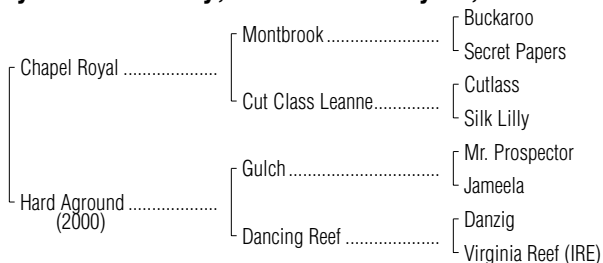 Buckaroo
Montbrook ........................
Secret Papers
Chapel Royal ....................
Cutlass
Cut Class Leanne..............
Silk Lilly
Mr. Prospector
Gulch ................................
Jameela
Hard Aground ...................
(2000)
Danzig
Dancing Reef ....................
Virginia Reef (IRE)